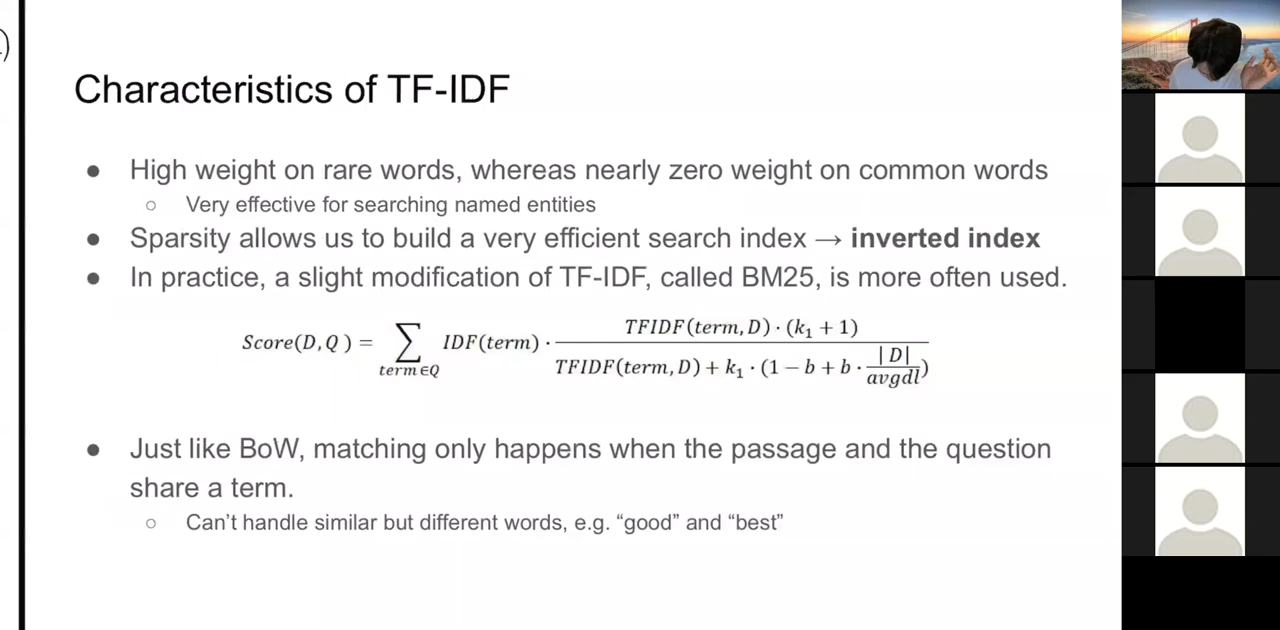 Characteristics of TF-IDF
● High weight on rare words, whereas nearly zero weight on common words
○ Very effective for searching named entities
● Sparsity allows us to build a very efficient search index → inverted index
● In practice, a slight modification of TF-IDF, called BM25, is more often used.
Score(D, Q ) = ∑_{term∈Q} IDF(term) · \frac{TFIDF(term, D) · (k₁ + 1)}{TFIDF(term, D) + k₁ · (1 − b + b · \frac{|D|}{avgdl})}
● Just like BoW, matching only happens when the passage and the question
share a term.
○ Can’t handle similar but different words, e.g. “good” and “best”